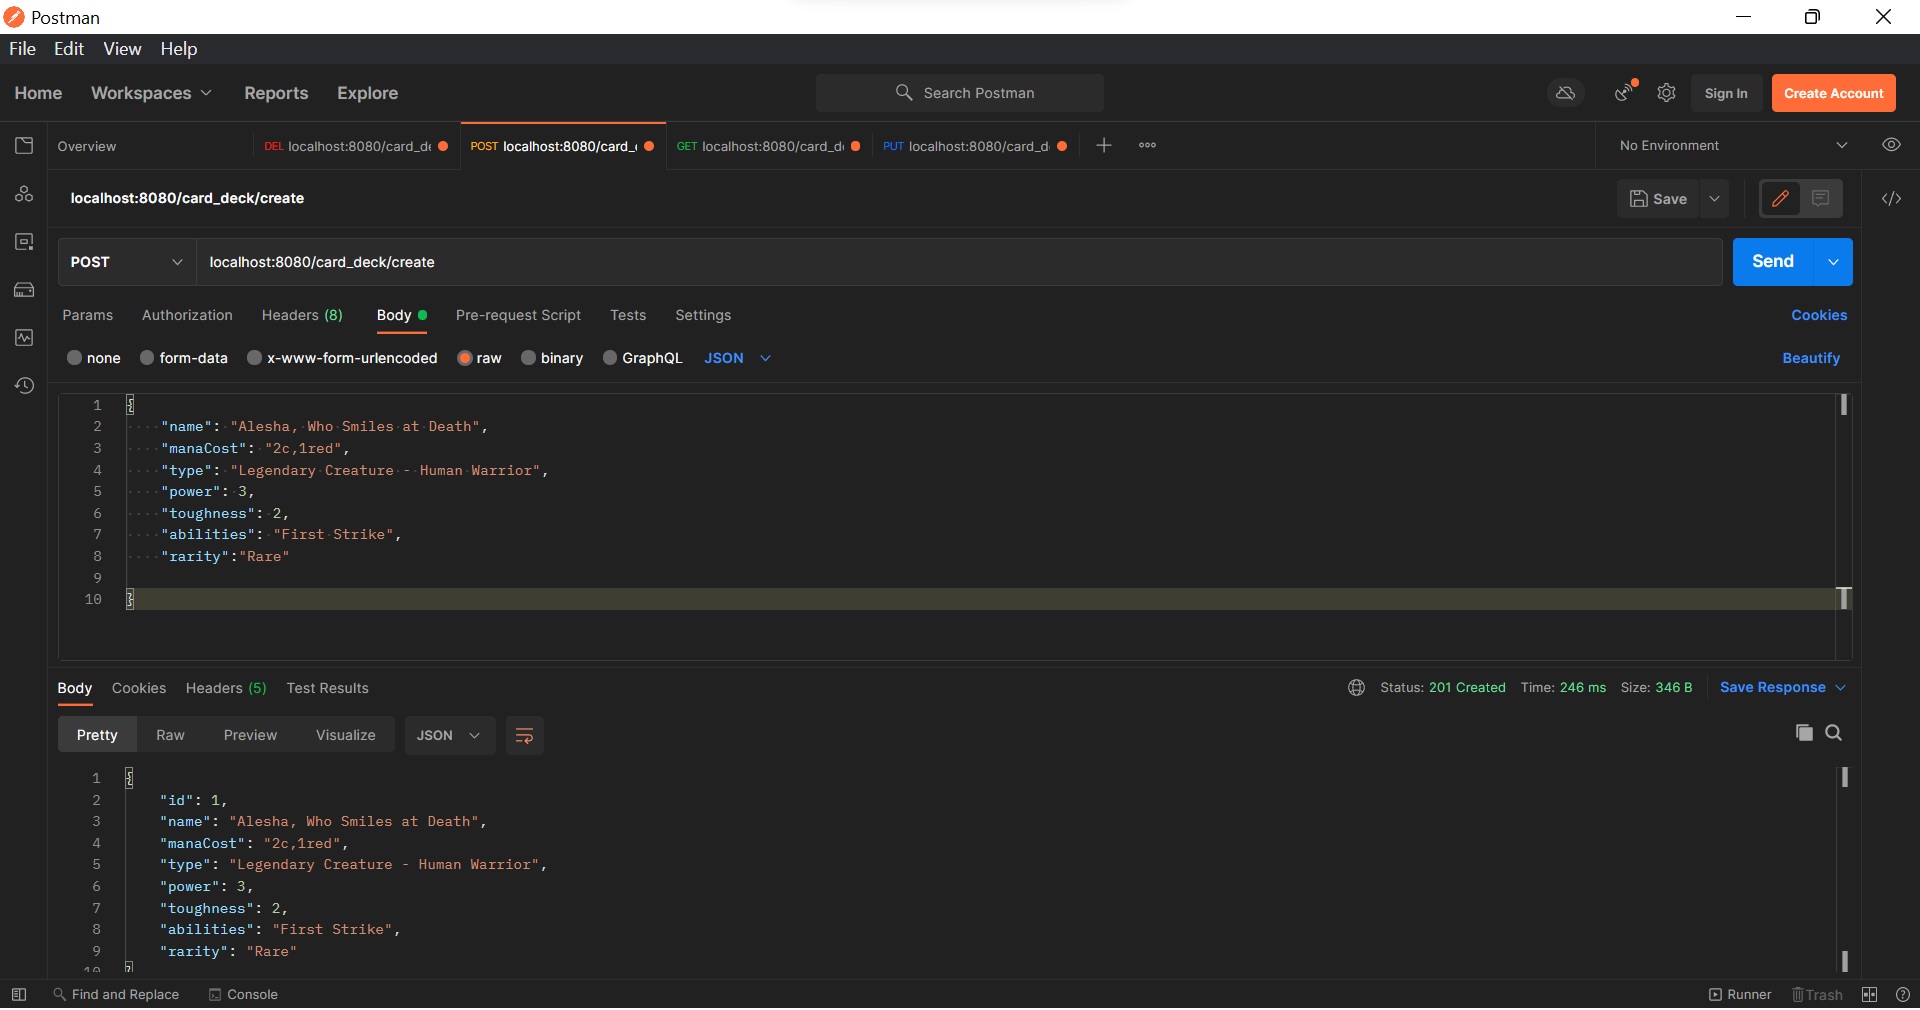 Postman
File Edit View Help
Home Workspaces Reports Explore Search Postman Sign In Create Account
Overview DEL localhost:8080/card_de POST localhost:8080/card_ GET localhost:8080/card_d PUT localhost:8080/card_d No Environment
localhost:8080/card_deck/create Save
POST localhost:8080/card_deck/create Send
Params Authorization Headers (8) Body Pre-request Script Tests Settings Cookies
none form-data x-www-form-urlencoded raw binary GraphQL JSON Beautify
1 {
2 "name": "Alesha, Who Smiles at Death",
3 "manaCost": "2c,1red",
4 "type": "Legendary Creature - Human Warrior",
5 "power": 3,
6 "toughness": 2,
7 "abilities": "First Strike",
8 "rarity":"Rare"
9
10 }
Body Cookies Headers (5) Test Results Status: 201 Created Time: 246 ms Size: 346 B Save Response
Pretty Raw Preview Visualize JSON
1 {
2 "id": 1,
3 "name": "Alesha, Who Smiles at Death",
4 "manaCost": "2c,1red",
5 "type": "Legendary Creature - Human Warrior",
6 "power": 3,
7 "toughness": 2,
8 "abilities": "First Strike",
9 "rarity": "Rare"
10 }
Find and Replace Console Runner Trash